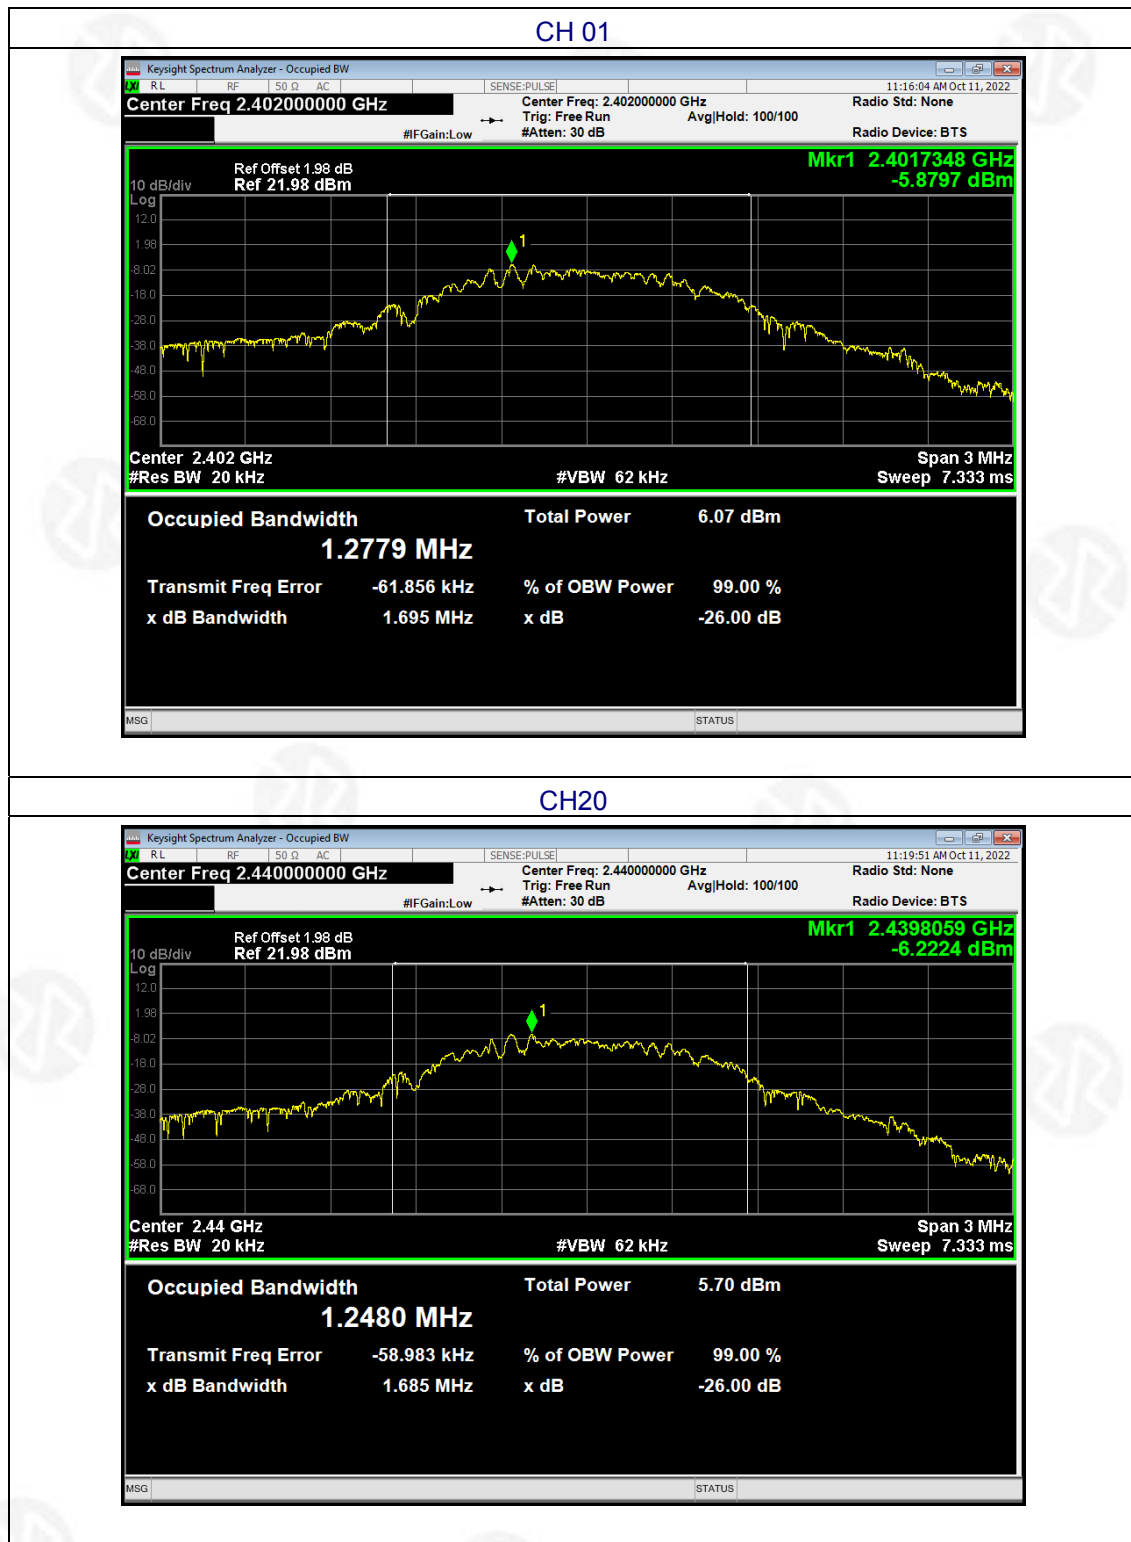 CH 01
Keysight Spectrum Analyzer - Occupied BW
LXI RL RF 50 Ω AC SENSE:PULSE 11:16:04 AM Oct 11, 2022
Center Freq 2.402000000 GHz Center Freq: 2.402000000 GHz Radio Std: None
Trig: Free Run Avg|Hold: 100/100
#IFGain:Low #Atten: 30 dB Radio Device: BTS
Mkr1 2.4017348 GHz
Ref Offset 1.98 dB -5.8797 dBm
10 dB/div Ref 21.98 dBm
Log
12.0
1
1.98
-8.02
-18.0
-28.0
-38.0
-48.0
-58.0
-68.0
Center 2.402 GHz Span 3 MHz
#Res BW 20 kHz #VBW 62 kHz Sweep 7.333 ms
Occupied Bandwidth Total Power 6.07 dBm
1.2779 MHz
Transmit Freq Error -61.856 kHz % of OBW Power 99.00 %
x dB Bandwidth 1.695 MHz x dB -26.00 dB
MSG STATUS
CH20
Keysight Spectrum Analyzer - Occupied BW
LXI RL RF 50 Ω AC SENSE:PULSE 11:19:51 AM Oct 11, 2022
Center Freq 2.440000000 GHz Center Freq: 2.440000000 GHz Radio Std: None
Trig: Free Run Avg|Hold: 100/100
#IFGain:Low #Atten: 30 dB Radio Device: BTS
Mkr1 2.4398059 GHz
Ref Offset 1.98 dB -6.2224 dBm
10 dB/div Ref 21.98 dBm
Log
12.0
1
1.98
-8.02
-18.0
-28.0
-38.0
-48.0
-58.0
-68.0
Center 2.44 GHz Span 3 MHz
#Res BW 20 kHz #VBW 62 kHz Sweep 7.333 ms
Occupied Bandwidth Total Power 5.70 dBm
1.2480 MHz
Transmit Freq Error -58.983 kHz % of OBW Power 99.00 %
x dB Bandwidth 1.685 MHz x dB -26.00 dB
MSG STATUS